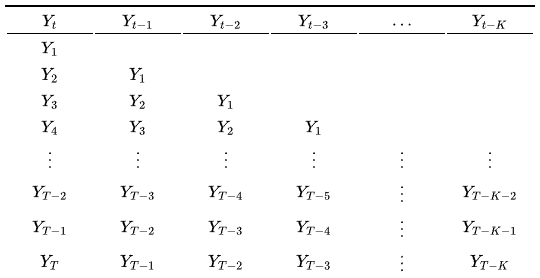 Y_t Y_{t−1} Y_{t−2} Y_{t−3} … Y_{t−K}
Y_1
Y_2 Y_1
Y_3 Y_2 Y_1
Y_4 Y_3 Y_2 Y_1
⋮ ⋮ ⋮ ⋮ ⋮ ⋮
Y_{T−2} Y_{T−3} Y_{T−4} Y_{T−5} ⋮ Y_{T−K−2}
Y_{T−1} Y_{T−2} Y_{T−3} Y_{T−4} ⋮ Y_{T−K−1}
Y_T Y_{T−1} Y_{T−2} Y_{T−3} ⋮ Y_{T−K}